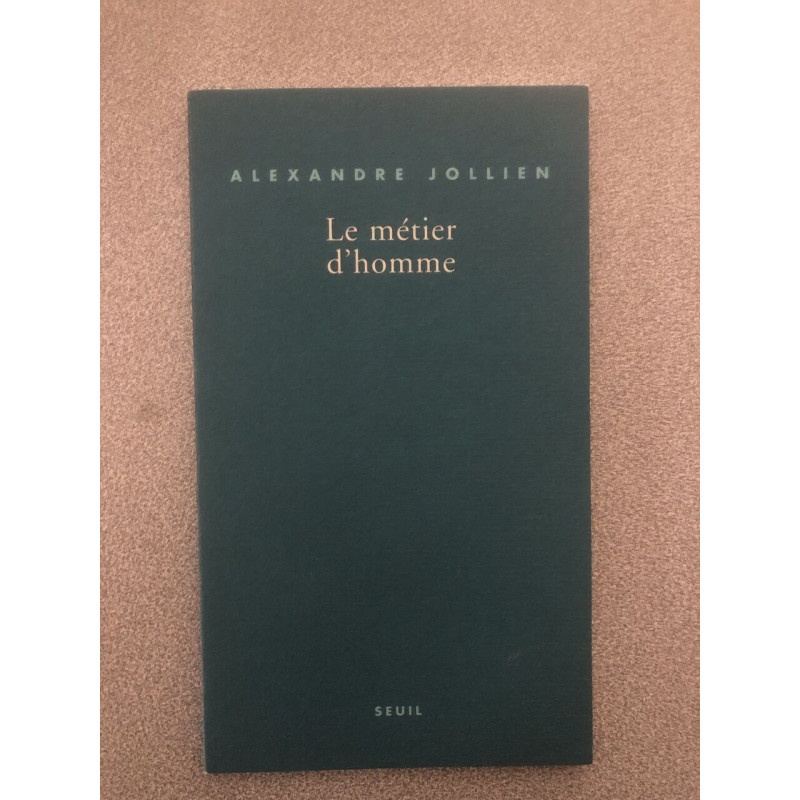 ALEXANDRE JOLLIEN
Le métier
d'homme
SEUIL